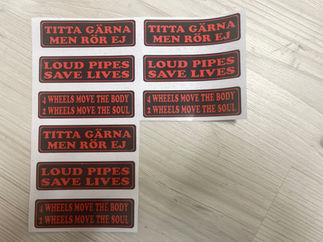 TITTA GÄRNA
MEN RÖR EJ
TITTA GÄRNA
MEN RÖR EJ
LOUD PIPES
SAVE LIVES
LOUD PIPES
SAVE LIVES
4 WHEELS MOVE THE BODY
2 WHEELS MOVE THE SOUL
4 WHEELS MOVE THE BODY
2 WHEELS MOVE THE SOUL
TITTA GÄRNA
MEN RÖR EJ
LOUD PIPES
SAVE LIVES
4 WHEELS MOVE THE BODY
2 WHEELS MOVE THE SOUL